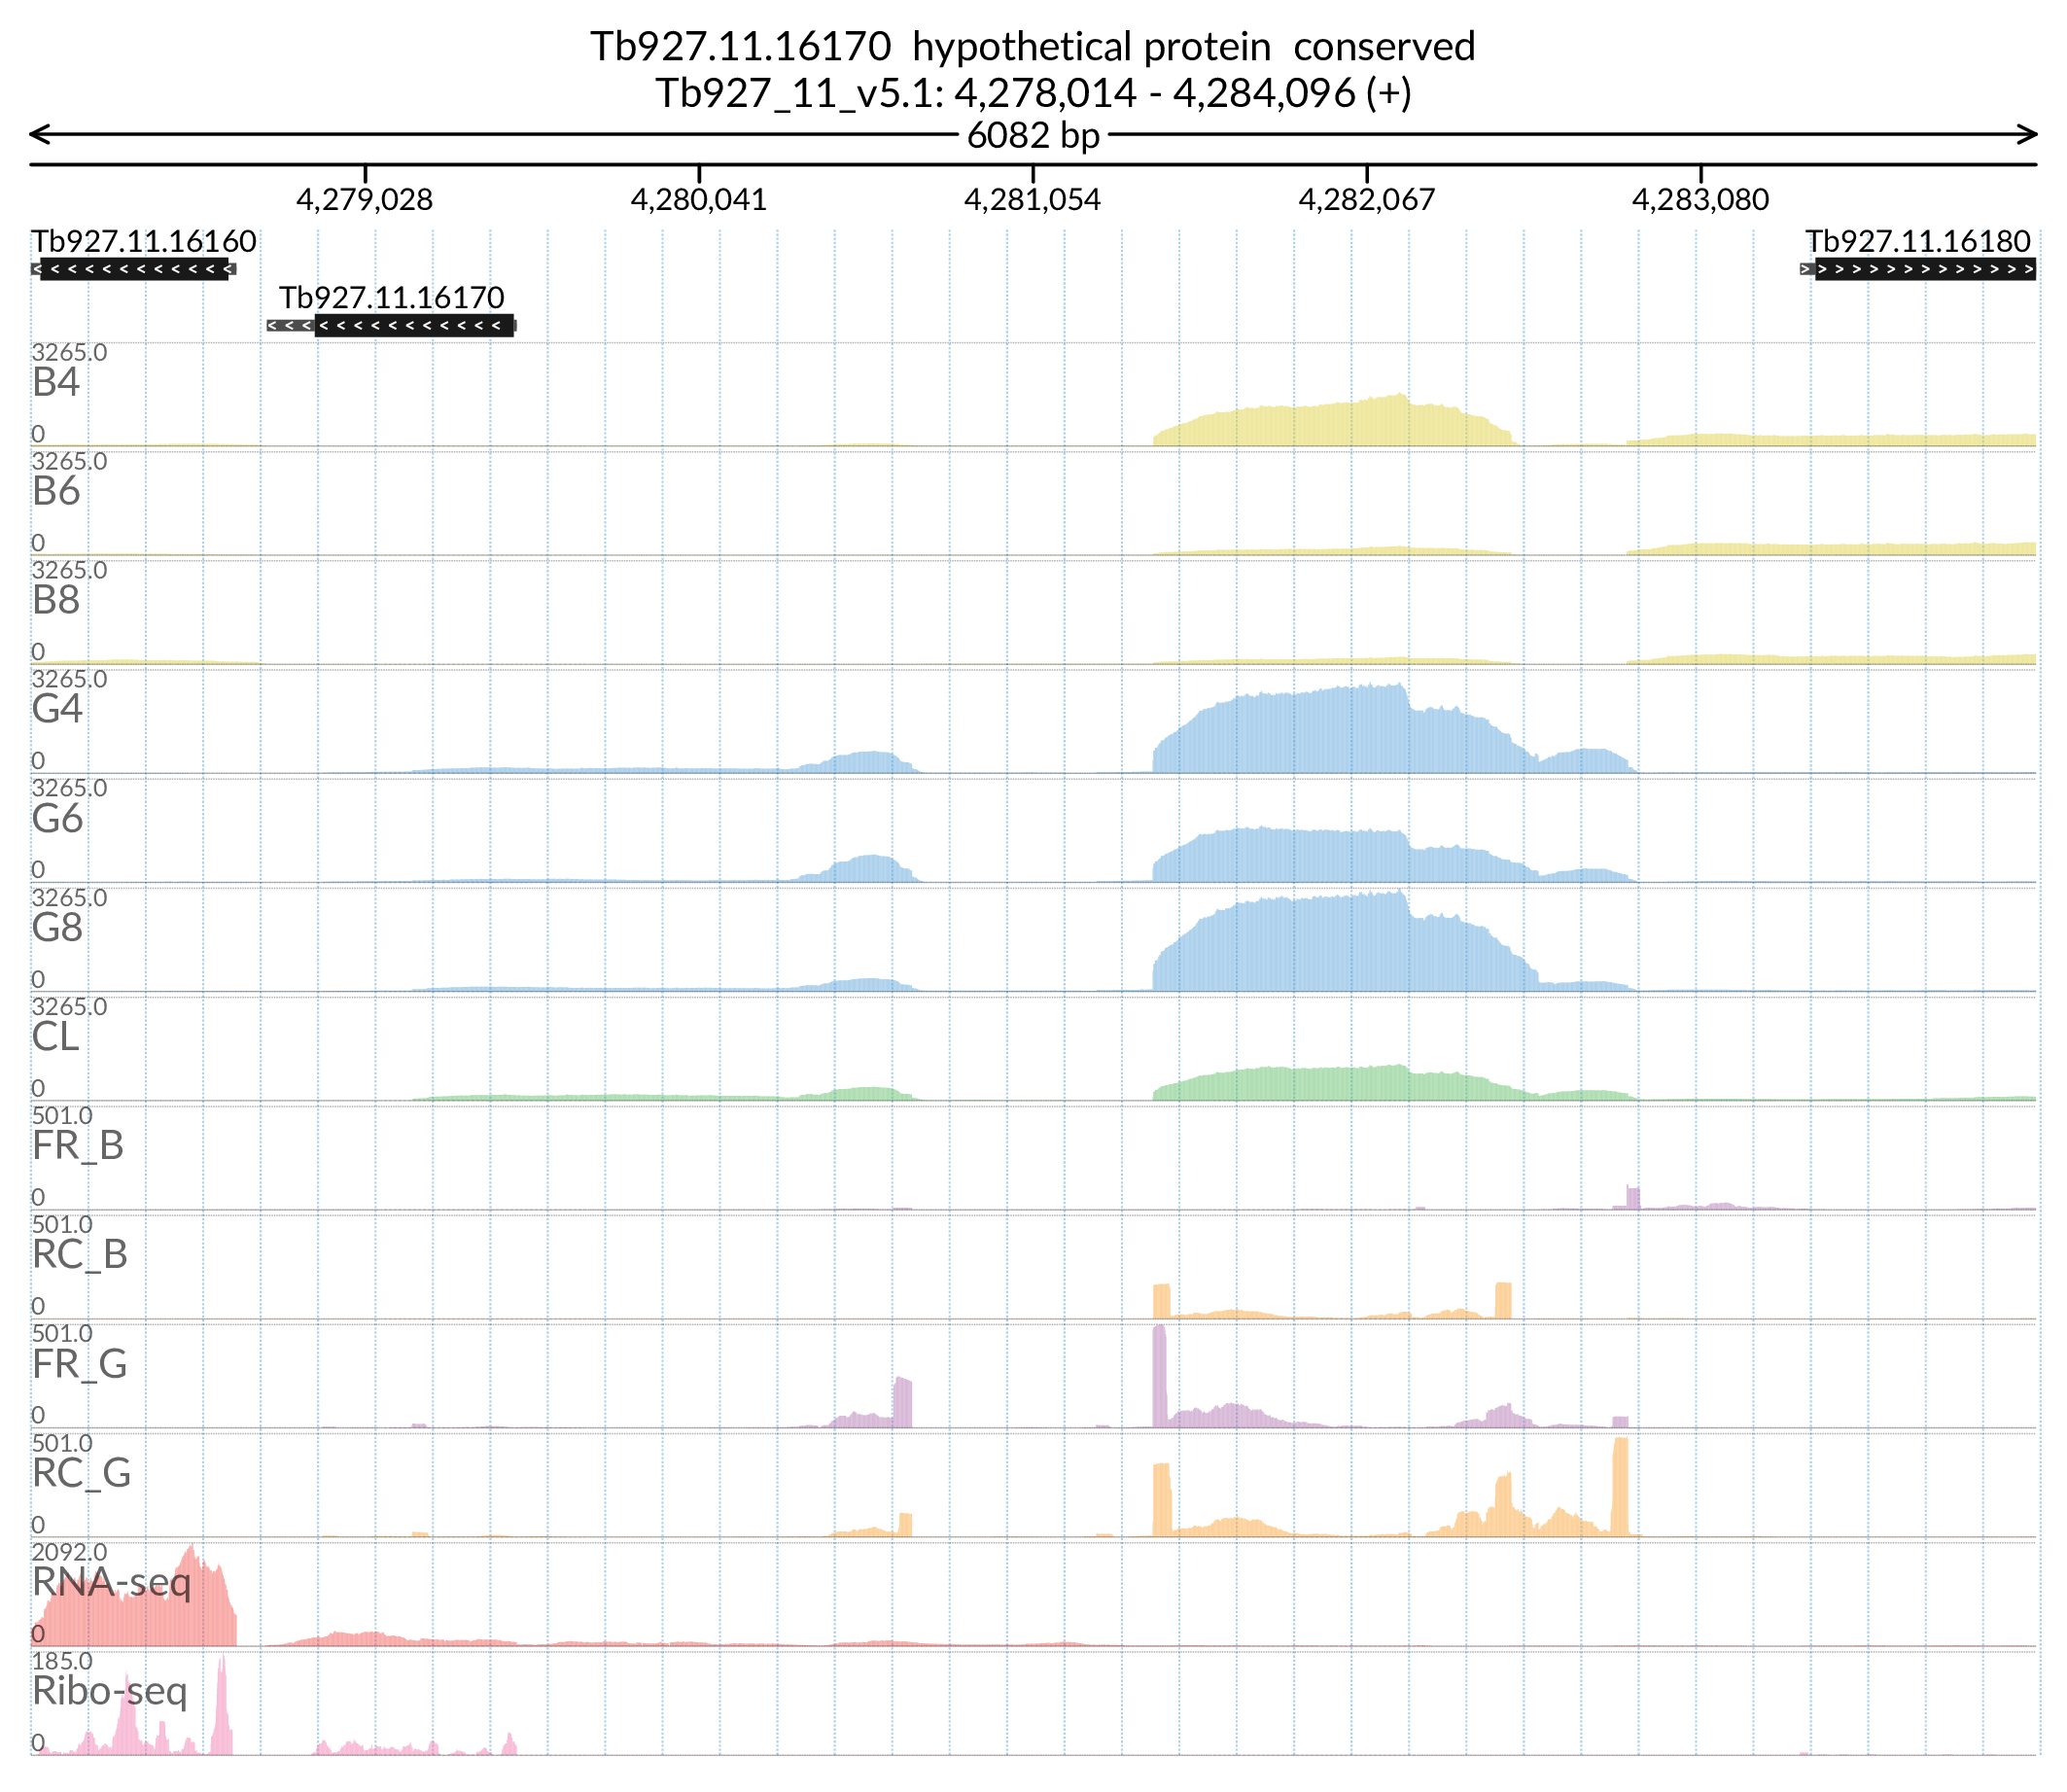 Tb927.11.16170 hypothetical protein conserved
Tb927_11_v5.1: 4,278,014 - 4,284,096 (+)
6082 bp
4,279,028 4,280,041 4,281,054 4,282,067 4,283,080
Tb927.11.16160 Tb927.11.16180
Tb927.11.16170
3265.0
B4
0
3265.0
B6
0
3265.0
B8
0
3265.0
G4
0
3265.0
G6
0
3265.0
G8
0
3265.0
CL
0
501.0
FR_B
0
501.0
RC_B
0
501.0
FR_G
0
501.0
RC_G
0
2092.0
RNA-seq
0
185.0
Ribo-seq
0